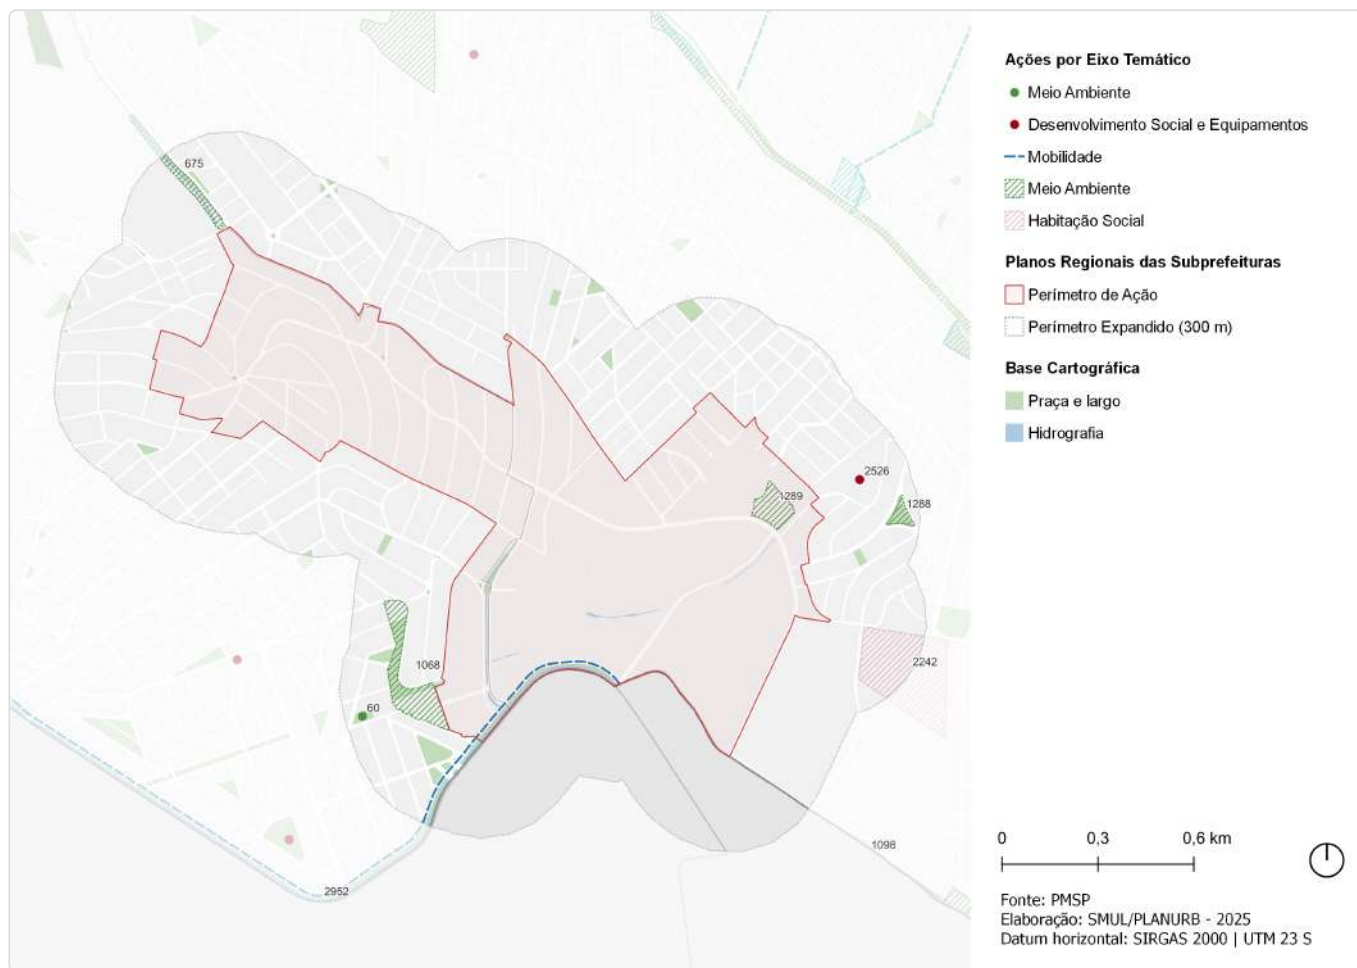 675
2526
1289
1288
1068
2242
60
1098
2952
Ações por Eixo Temático
Meio Ambiente
Desenvolvimento Social e Equipamentos
Mobilidade
Meio Ambiente
Habitação Social
Planos Regionais das Subprefeituras
Perímetro de Ação
Perímetro Expandido (300 m)
Base Cartográfica
Praça e largo
Hidrografia
0 0,3 0,6 km
Fonte: PMSP
Elaboração: SMUL/PLANURB - 2025
Datum horizontal: SIRGAS 2000 | UTM 23 S